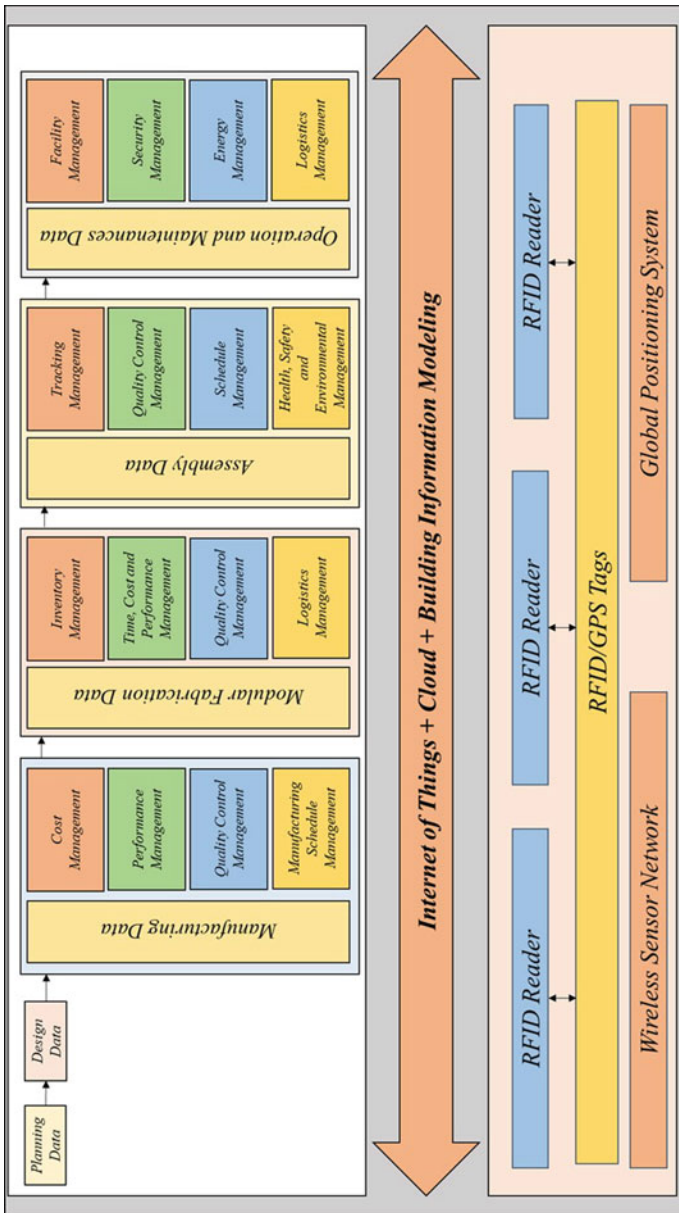 Planning
Data
Design
Data
Manufacturing Data
Cost
Management
Performance
Management
Quality Control
Management
Manufacturing
Schedule
Management
Modular Fabrication Data
Inventory
Management
Time, Cost and
Performance
Management
Quality Control
Management
Logistics
Management
Assembly Data
Tracking
Management
Quality Control
Management
Schedule
Management
Health, Safety
and
Environmental
Management
Operation and Maintenances Data
Facility
Management
Security
Management
Energy
Management
Logistics
Management
Internet of Things + Cloud + Building Information Modeling
RFID Reader
RFID Reader
RFID Reader
RFID/GPS Tags
Wireless Sensor Network
Global Positioning System